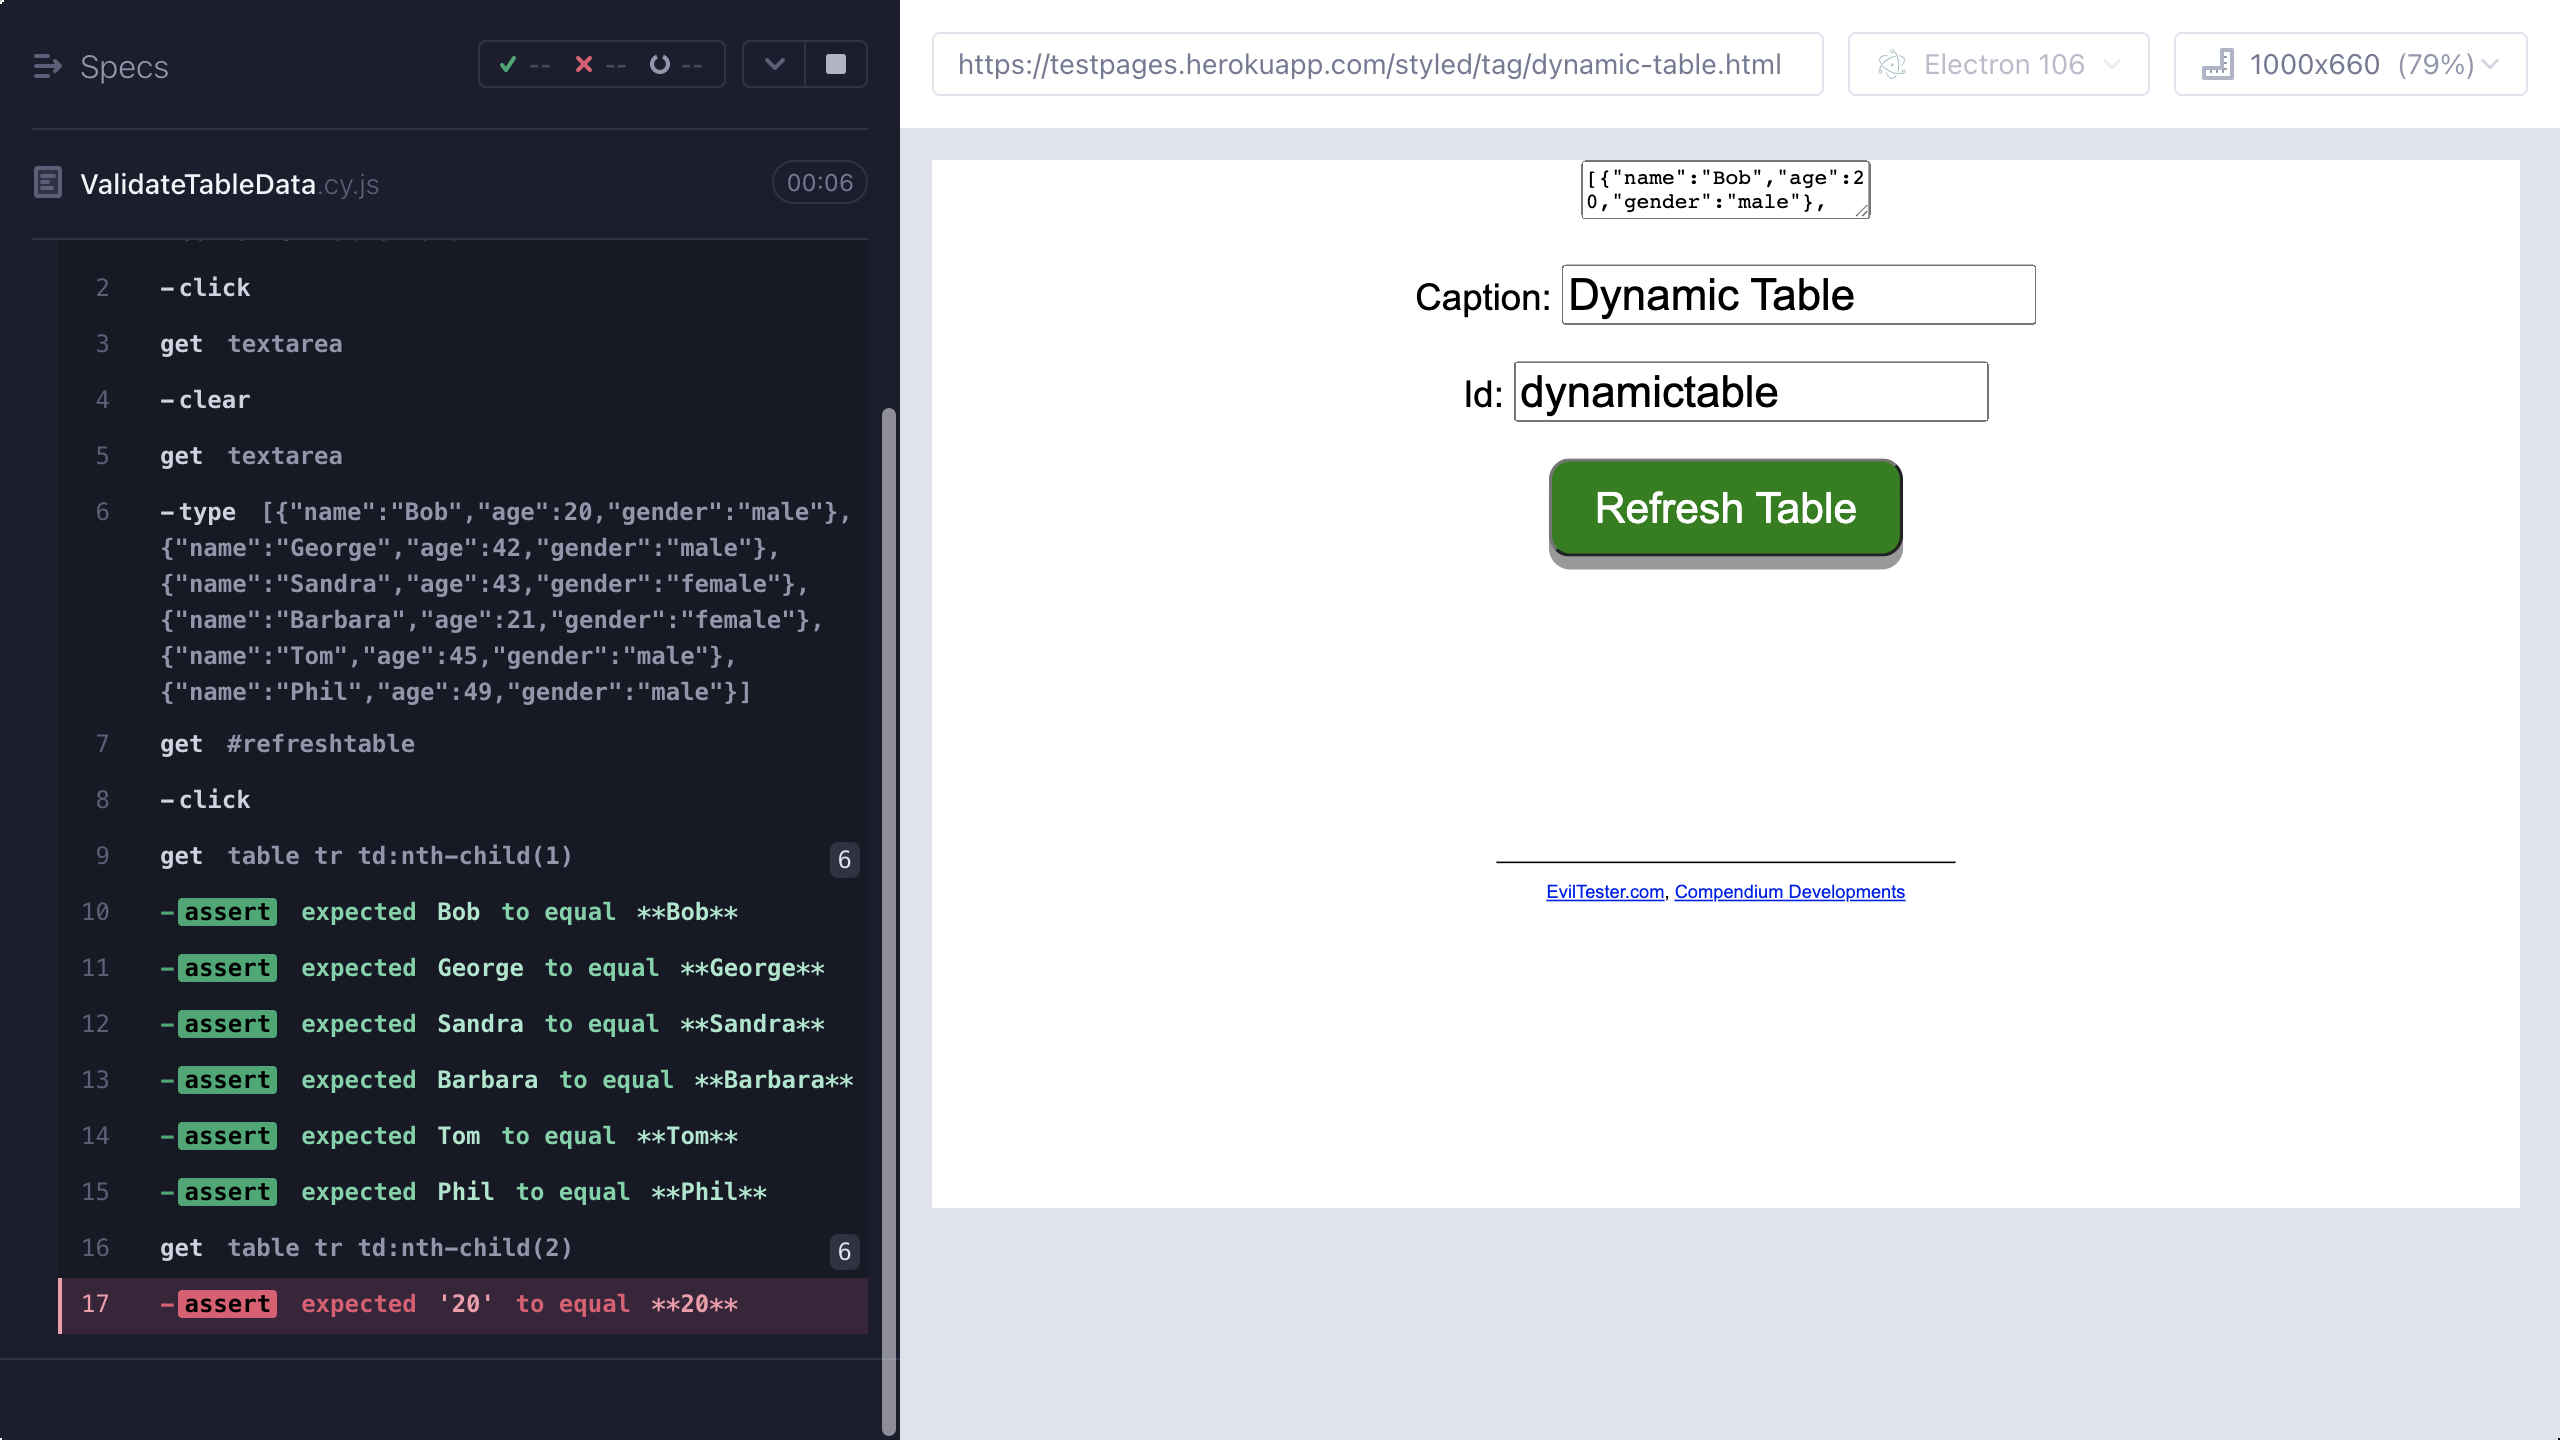 Specs
-- -- --
ValidateTableData.cy.js
00:06
2 -click
3 get textarea
4 -clear
5 get textarea
6 -type [{"name":"Bob","age":20,"gender":"male"},
{"name":"George","age":42,"gender":"male"},
{"name":"Sandra","age":43,"gender":"female"},
{"name":"Barbara","age":21,"gender":"female"},
{"name":"Tom","age":45,"gender":"male"},
{"name":"Phil","age":49,"gender":"male"}]
7 get #refreshtable
8 -click
9 get table tr td:nth-child(1) 6
10 -assert expected Bob to equal **Bob**
11 -assert expected George to equal **George**
12 -assert expected Sandra to equal **Sandra**
13 -assert expected Barbara to equal **Barbara**
14 -assert expected Tom to equal **Tom**
15 -assert expected Phil to equal **Phil**
16 get table tr td:nth-child(2) 6
17 -assert expected '20' to equal **20**
https://testpages.herokuapp.com/styled/tag/dynamic-table.html
Electron 106
1000x660 (79%)
[{"name":"Bob","age":2
0,"gender":"male"},
Caption: Dynamic Table
Id: dynamictable
Refresh Table
EvilTester.com, Compendium Developments